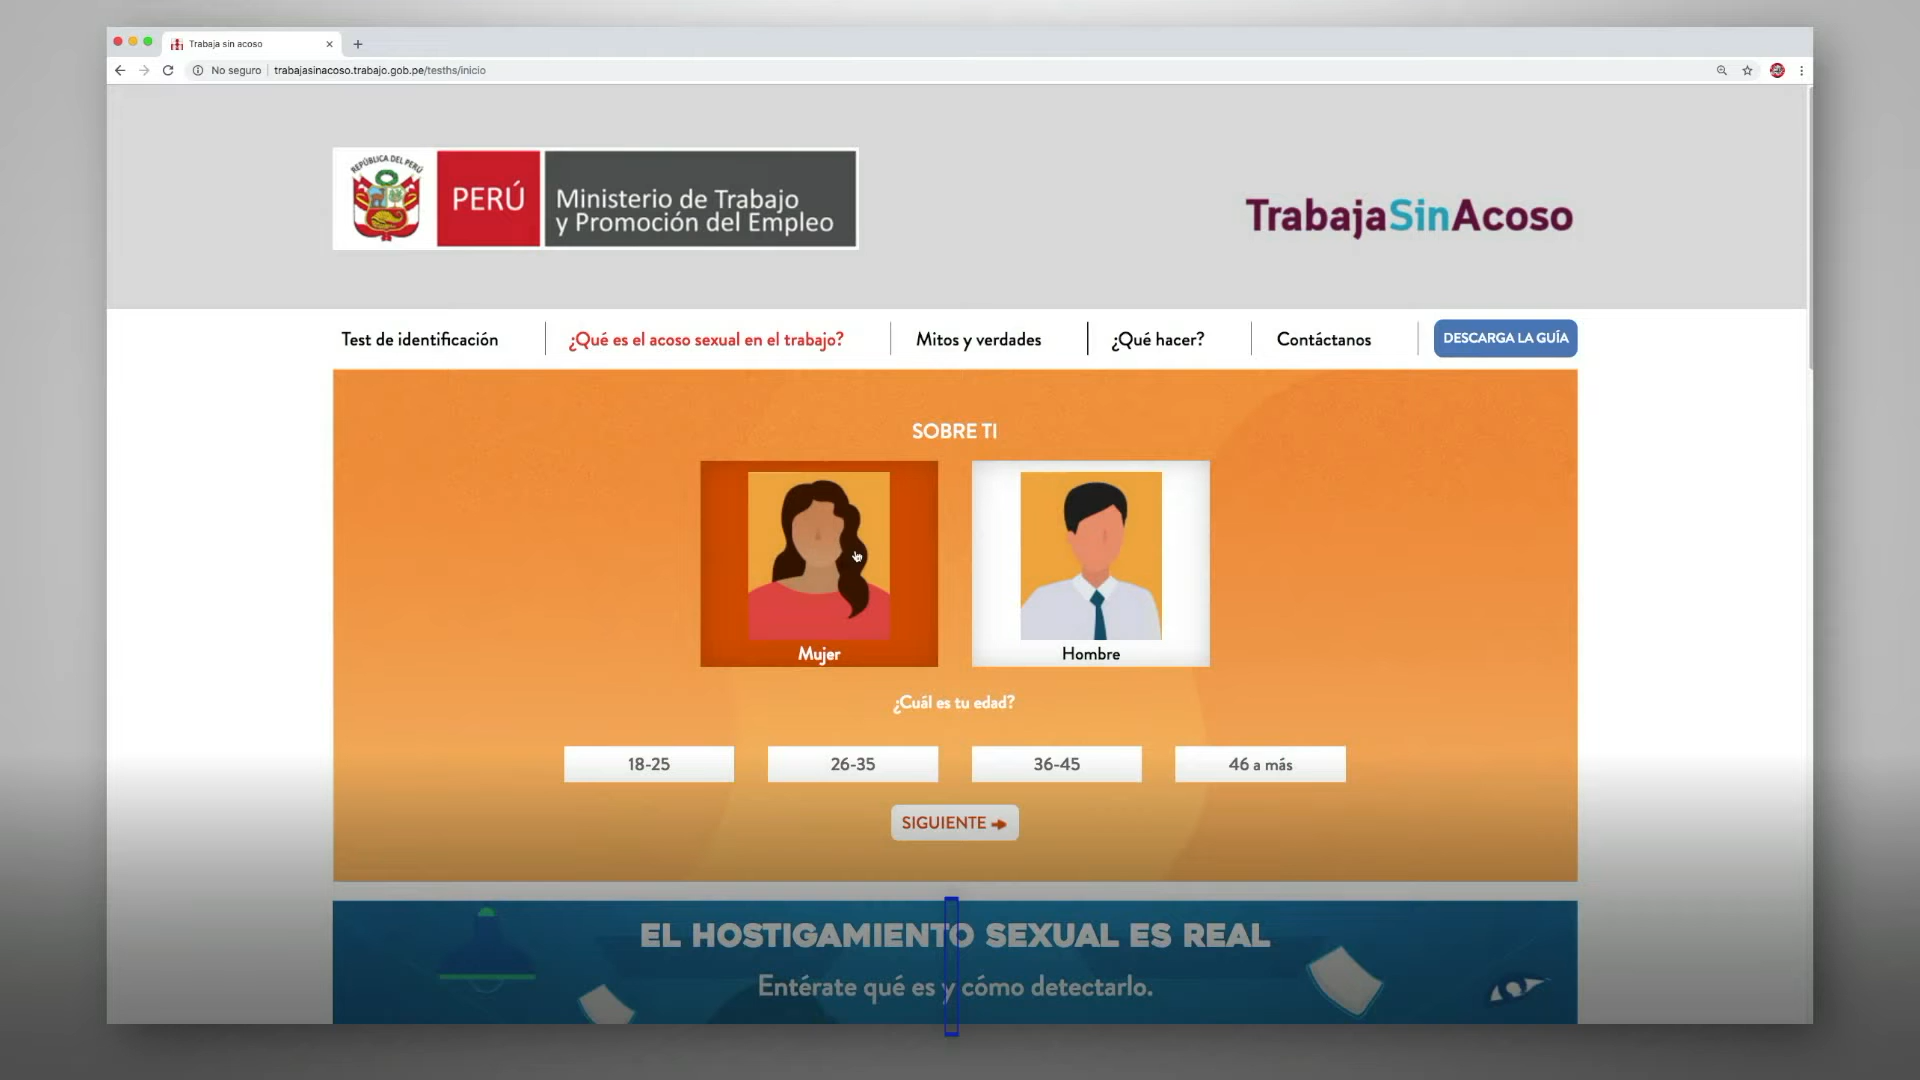 Trabaja sin acoso
No seguro
trabajasinacoso.trabajo.gob.pe/tesths/inicio
REPÚBLICA DEL PERÚ
PERÚ
Ministerio de Trabajo
y Promoción del Empleo
TrabajaSinAcoso
Test de identificación
¿Qué es el acoso sexual en el trabajo?
Mitos y verdades
¿Qué hacer?
Contáctanos
DESCARGA LA GUÍA
SOBRE TI
Mujer
Hombre
¿Cuál es tu edad?
18-25
26-35
36-45
46 a más
SIGUIENTE
EL HOSTIGAMIENTO SEXUAL ES REAL
Entérate qué es y cómo detectarlo.